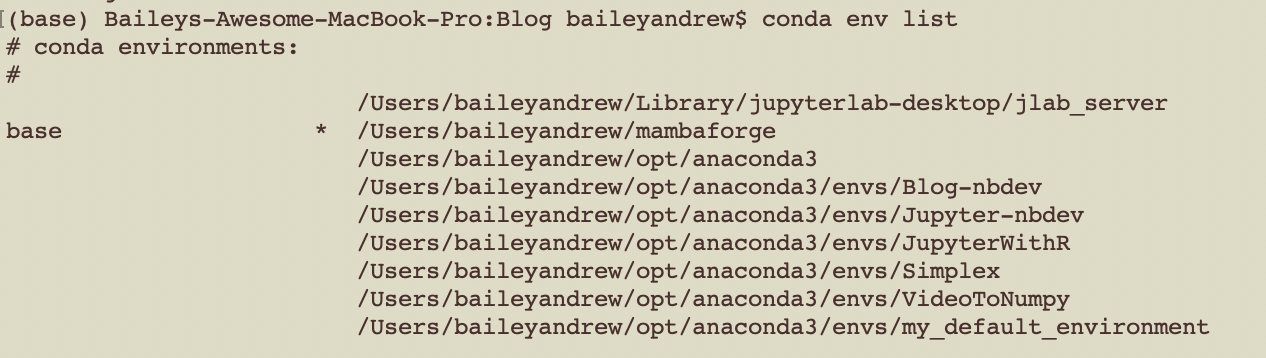 (base) Baileys-Awesome-MacBook-Pro:Blog baileyandrew$ conda env list
# conda environments:
#
/Users/baileyandrew/Library/jupyterlab-desktop/jlab_server
base * /Users/baileyandrew/mambaforge
/Users/baileyandrew/opt/anaconda3
/Users/baileyandrew/opt/anaconda3/envs/Blog-nbdev
/Users/baileyandrew/opt/anaconda3/envs/Jupyter-nbdev
/Users/baileyandrew/opt/anaconda3/envs/JupyterWithR
/Users/baileyandrew/opt/anaconda3/envs/Simplex
/Users/baileyandrew/opt/anaconda3/envs/VideoToNumpy
/Users/baileyandrew/opt/anaconda3/envs/my_default_environment